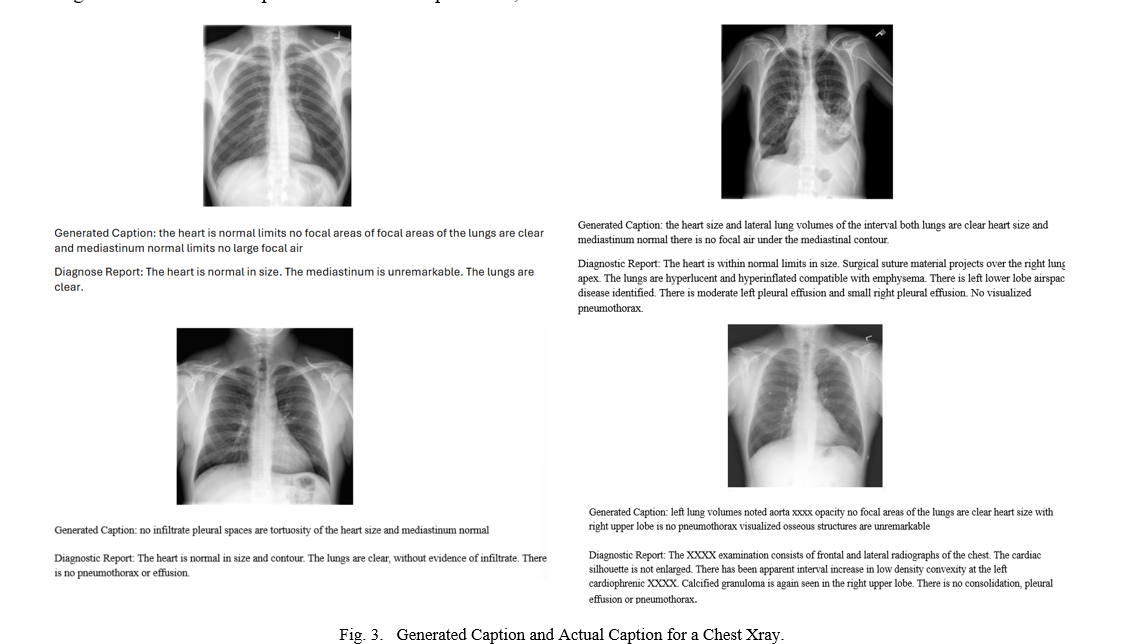 Generated Caption: the heart is normal limits no focal areas of focal areas of the lungs are clear
and mediastinum normal limits no large focal air
Diagnose Report: The heart is normal in size. The mediastinum is unremarkable. The lungs are
clear.
Generated Caption: the heart size and lateral lung volumes of the interval both lungs are clear heart size and
mediastinum normal there is no focal air under the mediastinal contour.
Diagnostic Report: The heart is within normal limits in size. Surgical suture material projects over the right lung
apex. The lungs are hyperlucent and hyperinflated compatible with emphysema. There is left lower lobe airspac
disease identified. There is moderate left pleural effusion and small right pleural effusion. No visualized
pneumothorax.
Generated Caption: no infiltrate pleural spaces are tortuosity of the heart size and mediastinum normal
Diagnostic Report: The heart is normal in size and contour. The lungs are clear, without evidence of infiltrate. There
is no pneumothorax or effusion.
Generated Caption: left lung volumes noted aorta xxxx opacity no focal areas of the lungs are clear heart size with
right upper lobe is no pneumothorax visualized osseous structures are unremarkable
Diagnostic Report: The XXXX examination consists of frontal and lateral radiographs of the chest. The cardiac
silhouette is not enlarged. There has been apparent interval increase in low density convexity at the left
cardiophrenic XXXX. Calcified granuloma is again seen in the right upper lobe. There is no consolidation, pleural
effusion or pneumothorax.
Fig. 3. Generated Caption and Actual Caption for a Chest Xray.